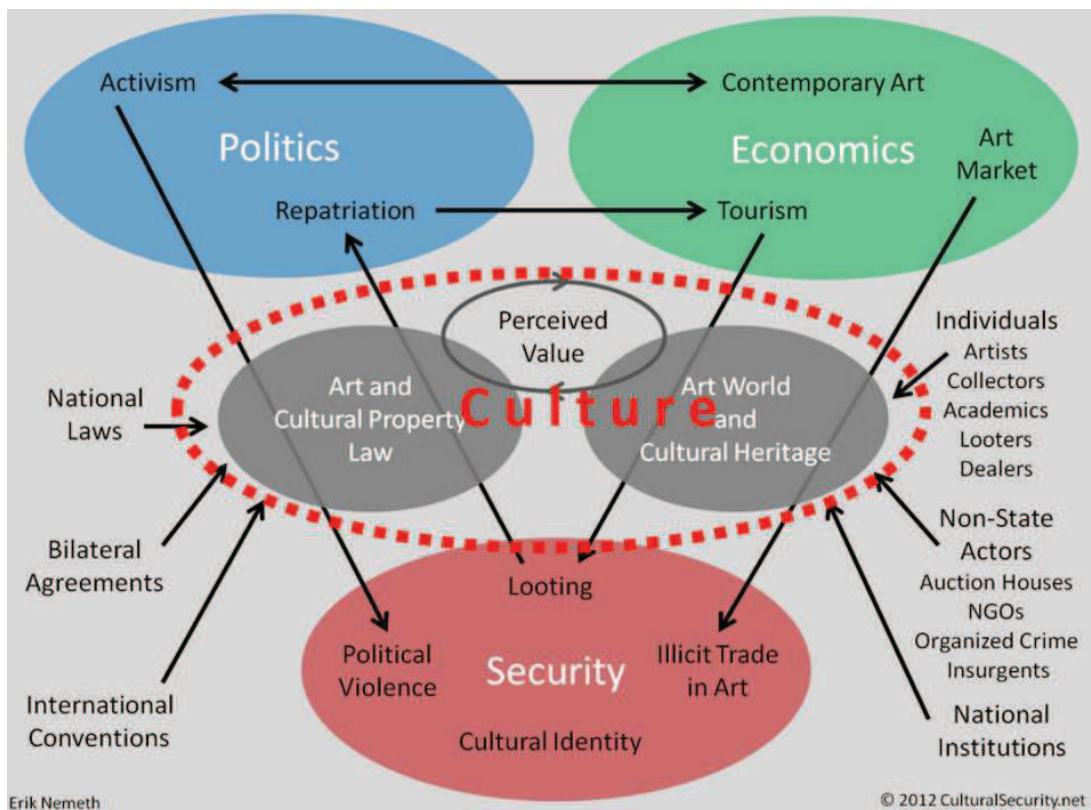 Activism
Contemporary Art
Politics
Economics
Art
Market
Repatriation
Tourism
Perceived
Value
Individuals
Artists
Collectors
Academics
Looters
Dealers
National
Laws
Art and
Cultural Property
Law
Culture
Art World
and
Cultural Heritage
Bilateral
Agreements
Non-State
Actors
Auction Houses
NGOs
Organized Crime
Insurgents
Looting
Political
Violence
Security
Illicit Trade
in Art
International
Conventions
Cultural Identity
National
Institutions
Erik Nemeth
© 2012 CulturalSecurity.net